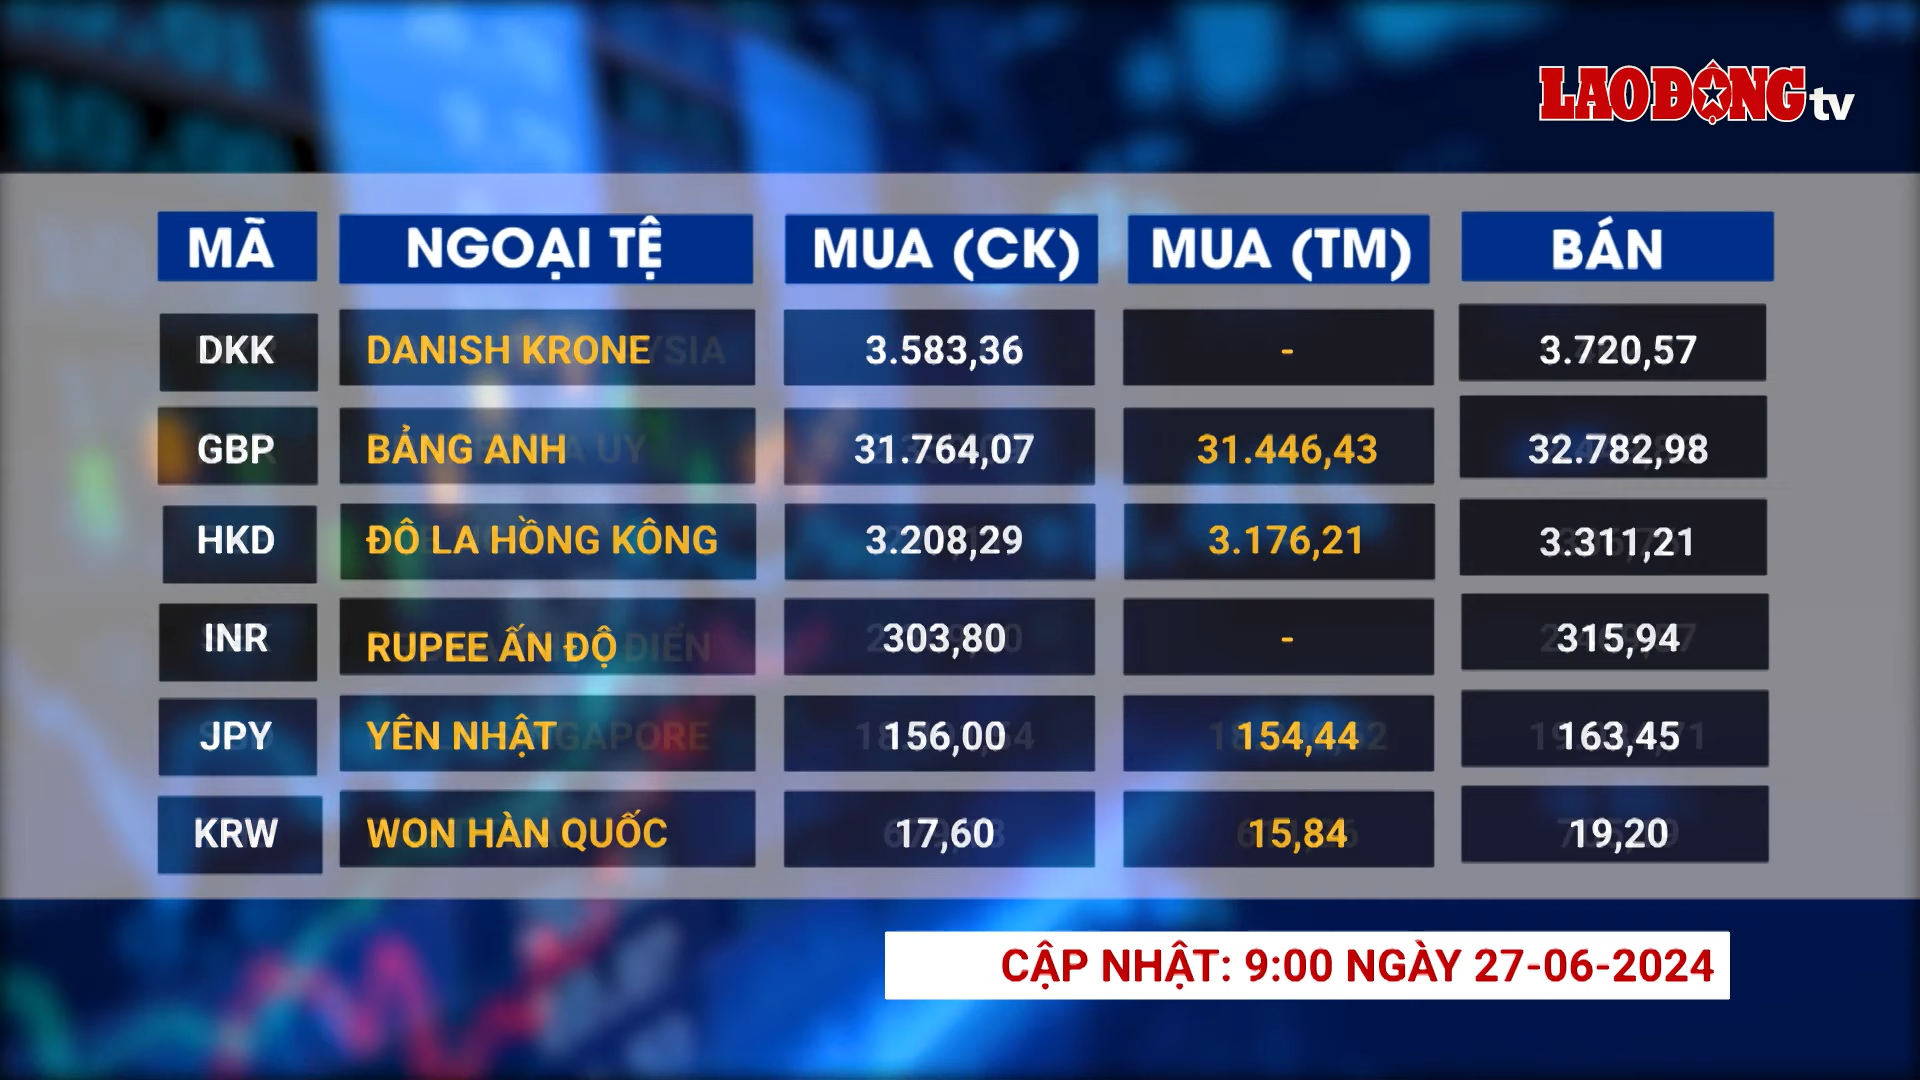 LAO ĐỘNG tv
MÃ NGOẠI TỆ MUA (CK) MUA (TM) BÁN
DKK DANISH KRONE 3.583,36 - 3.720,57
GBP BẢNG ANH 31.764,07 31.446,43 32.782,98
HKD ĐÔ LA HỒNG KÔNG 3.208,29 3.176,21 3.311,21
INR RUPEE ẤN ĐỘ 303,80 - 315,94
JPY YÊN NHẬT 156,00 154,44 163,45
KRW WON HÀN QUỐC 17,60 15,84 19,20
CẬP NHẬT: 9:00 NGÀY 27-06-2024